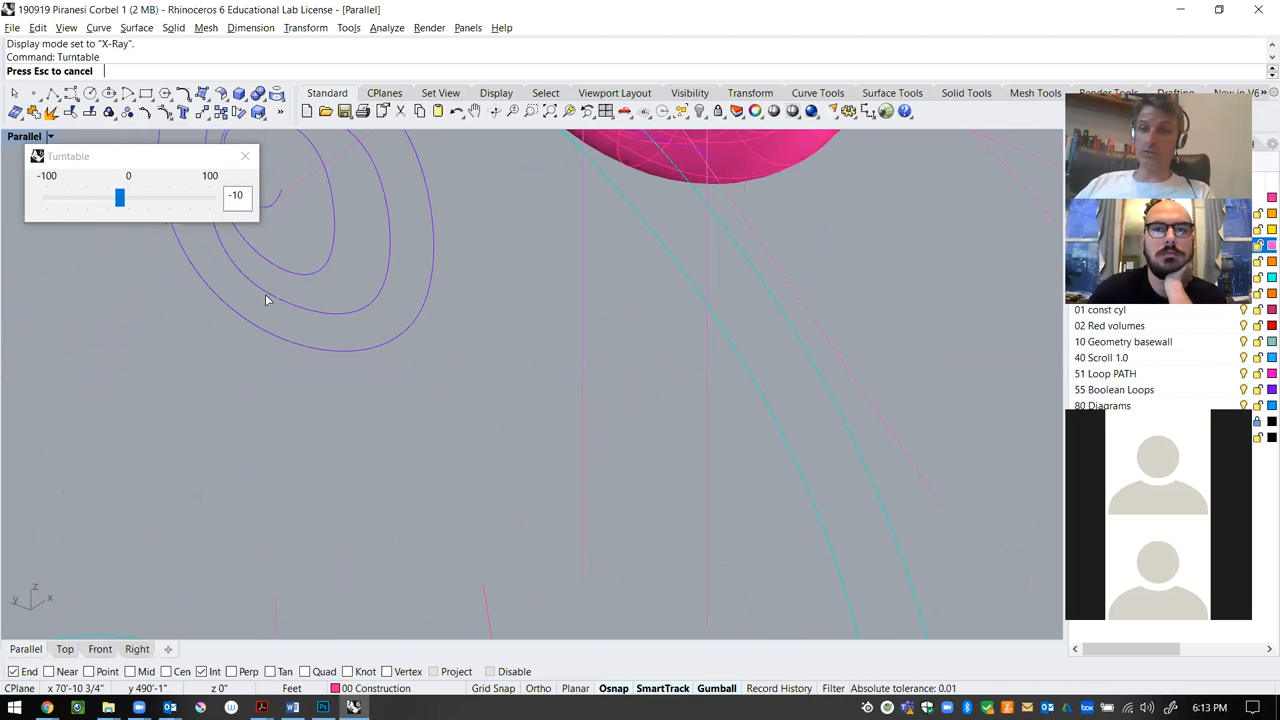 190919 Piranesi Corbel 1 (2 MB) - Rhinoceros 6 Educational Lab License - [Parallel]
File Edit View Curve Surface Solid Mesh Dimension Transform Tools Analyze Render Panels Help
Display mode set to "X-Ray".
Command: Turntable
Press Esc to cancel
Standard CPlanes Set View Display Select Viewport Layout Visibility Transform Curve Tools Surface Tools Solid Tools Mesh Tools Render Tools Drafting New in V6
Parallel
Turntable
-100 0 100
-10
01 const cyl
02 Red volumes
10 Geometry basewall
40 Scroll 1.0
51 Loop PATH
55 Boolean Loops
80 Diagrams
z
y x
Parallel Top Front Right
End Near Point Mid Cen Int Perp Tan Quad Knot Vertex Project Disable
CPlane x 70'-10 3/4" y 490'-1" z 0" Feet 00 Construction Grid Snap Ortho Planar Osnap SmartTrack Gumball Record History Filter Absolute tolerance: 0.01
6:13 PM